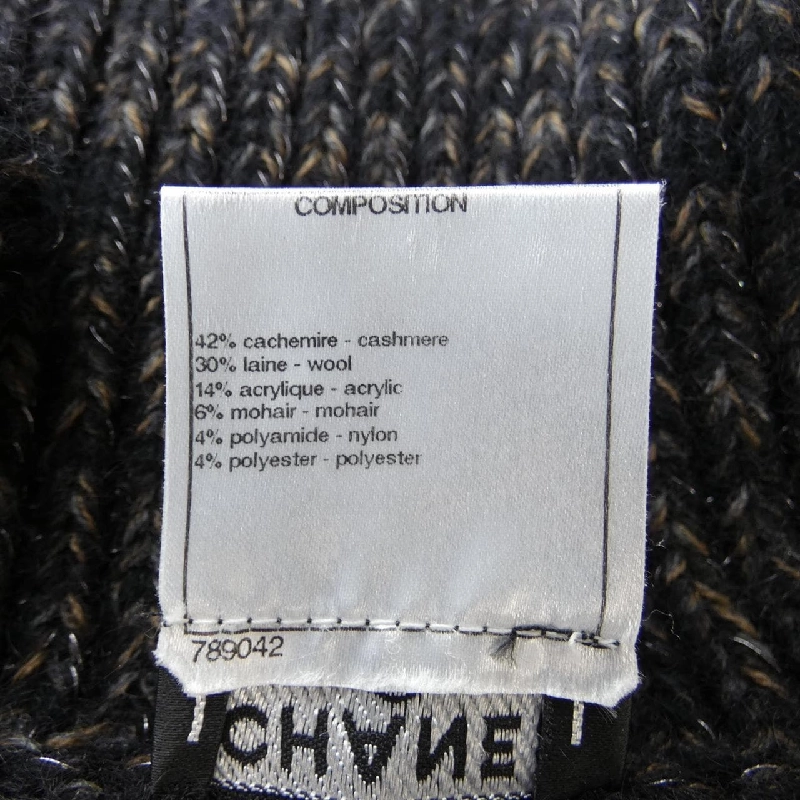 COMPOSITION
42% cachemire - cashmere
30% laine - wool
14% acrylique - acrylic
6% mohair - mohair
4% polyamide - nylon
4% polyester - polyester
789042
CHANE